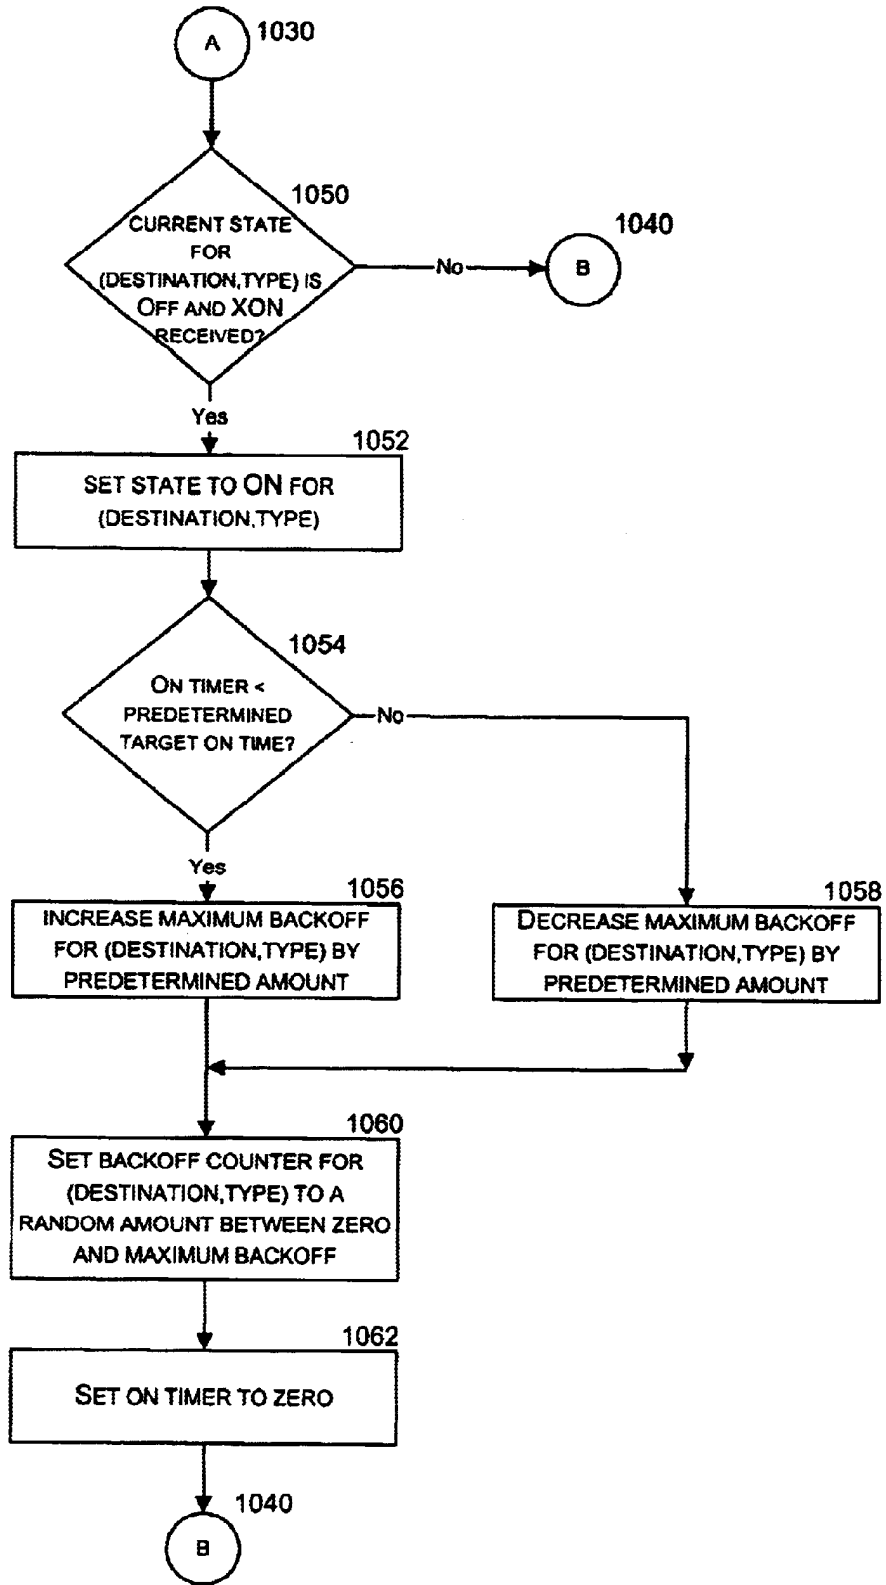 A
1030
1050
CURRENT STATE
FOR
(DESTINATION,TYPE) IS
OFF AND XON
RECEIVED?
No
1040
B
Yes
1052
SET STATE TO ON FOR
(DESTINATION,TYPE)
1054
ON TIMER <
PREDETERMINED
TARGET ON TIME?
No
Yes
1056
INCREASE MAXIMUM BACKOFF
FOR (DESTINATION,TYPE) BY
PREDETERMINED AMOUNT
1058
DECREASE MAXIMUM BACKOFF
FOR (DESTINATION,TYPE) BY
PREDETERMINED AMOUNT
1060
SET BACKOFF COUNTER FOR
(DESTINATION,TYPE) TO A
RANDOM AMOUNT BETWEEN ZERO
AND MAXIMUM BACKOFF
1062
SET ON TIMER TO ZERO
1040
B